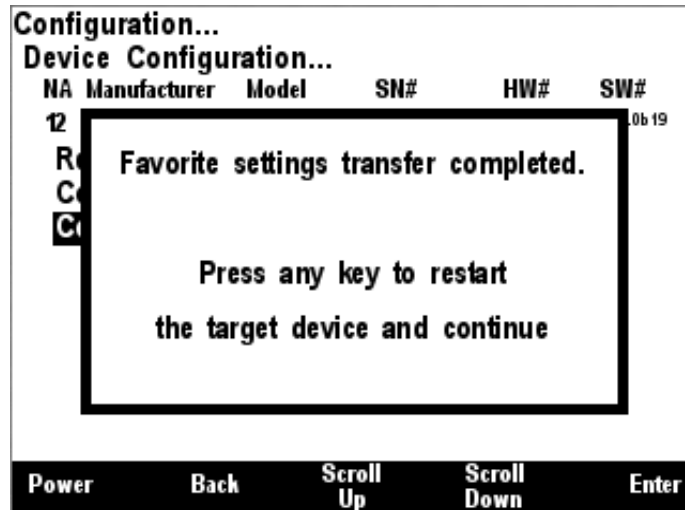 Configuration...
Device Configuration...
NA Manufacturer Model SN# HW# SW#
12 .0b19
Favorite settings transfer completed.
Press any key to restart
the target device and continue
Power Back Scroll Up Scroll Down Enter